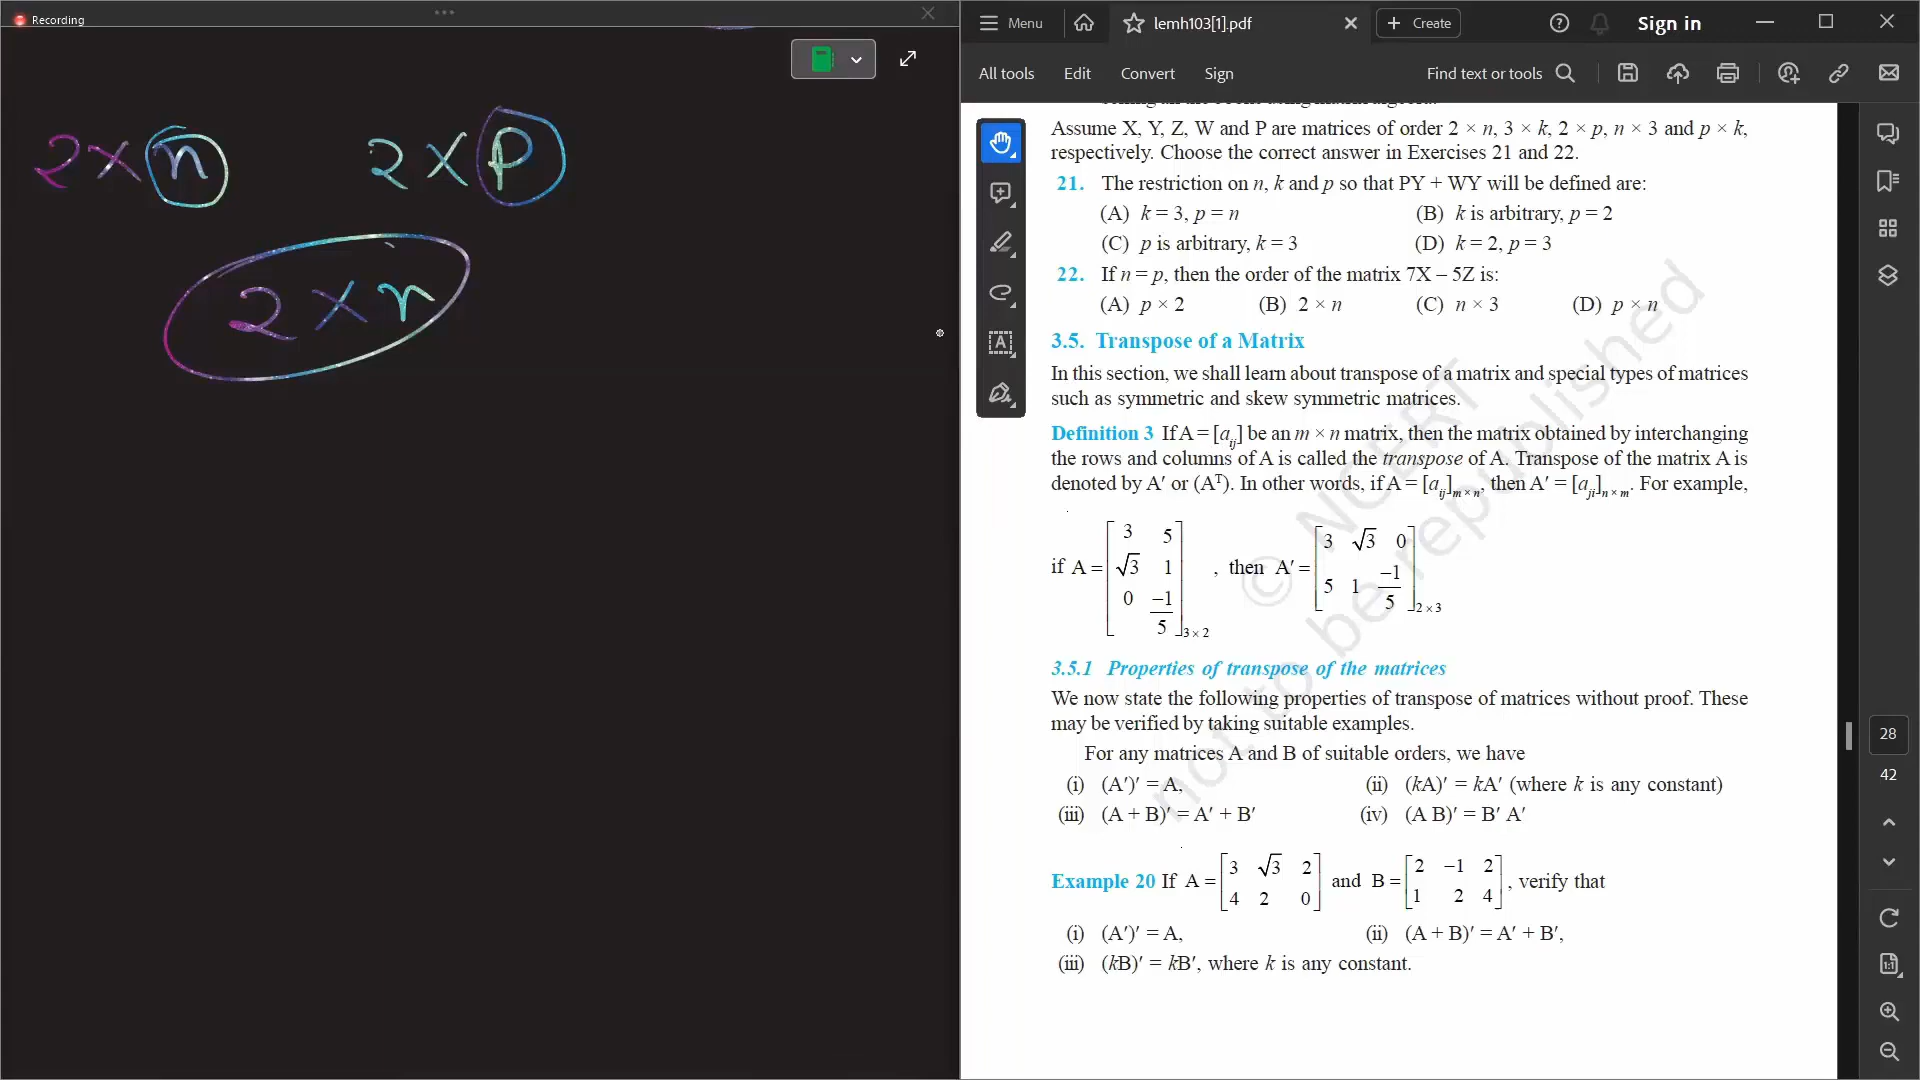 Recording
2 × n 2 × p
2 × n
Menu
lemh103[1].pdf
Create
Sign in
All tools Edit Convert Sign
Find text or tools
Assume X, Y, Z, W and P are matrices of order 2 × n, 3 × k, 2 × p, n × 3 and p × k,
respectively. Choose the correct answer in Exercises 21 and 22.
21. The restriction on n, k and p so that PY + WY will be defined are:
(A) k = 3, p = n (B) k is arbitrary, p = 2
(C) p is arbitrary, k = 3 (D) k = 2, p = 3
22. If n = p, then the order of the matrix 7X – 5Z is:
(A) p × 2 (B) 2 × n (C) n × 3 (D) p × n
3.5. Transpose of a Matrix
In this section, we shall learn about transpose of a matrix and special types of matrices
such as symmetric and skew symmetric matrices.
Definition 3 If A = [aij] be an m × n matrix, then the matrix obtained by interchanging
the rows and columns of A is called the transpose of A. Transpose of the matrix A is
denoted by A′ or (Aᵀ). In other words, if A = [aij]m × n, then A′ = [aji]n × m. For example,
if A = [3 5; √3 1; 0 –1/5]3 × 2, then A′ = [3 √3 0; 5 1 –1/5]2 × 3
3.5.1 Properties of transpose of the matrices
We now state the following properties of transpose of matrices without proof. These
may be verified by taking suitable examples.
For any matrices A and B of suitable orders, we have
(i) (A′)′ = A, (ii) (kA)′ = kA′ (where k is any constant)
(iii) (A + B)′ = A′ + B′ (iv) (A B)′ = B′ A′
Example 20 If A = [3 √3 2; 4 2 0] and B = [2 –1 2; 1 2 4], verify that
(i) (A′)′ = A, (ii) (A + B)′ = A′ + B′,
(iii) (kB)′ = kB′, where k is any constant.
© NCERT
not to be republished
28
42